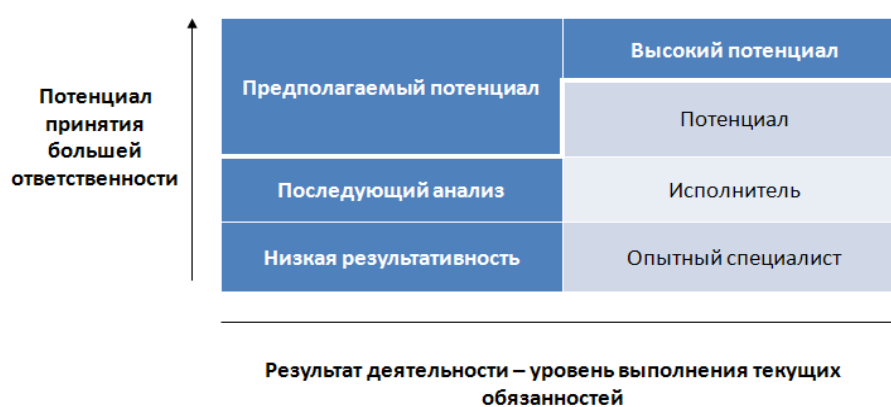 Потенциал
принятия
большей
ответственности
Предполагаемый потенциал
Высокий потенциал
Потенциал
Последующий анализ
Исполнитель
Низкая результативность
Опытный специалист
Результат деятельности – уровень выполнения текущих
обязанностей